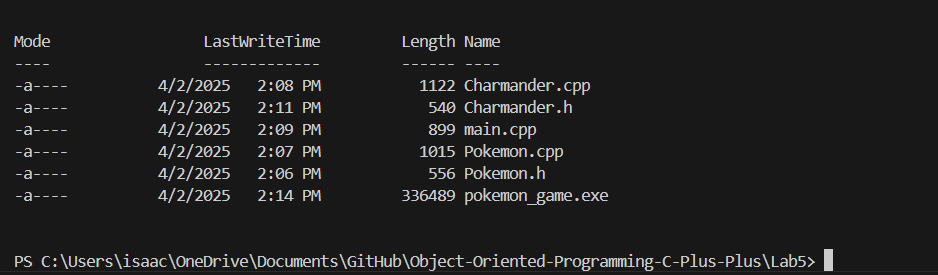 Mode                 LastWriteTime         Length Name
----                 -------------         ------ ----
-a----          4/2/2025   2:08 PM           1122 Charmander.cpp
-a----          4/2/2025   2:11 PM            540 Charmander.h
-a----          4/2/2025   2:09 PM            899 main.cpp
-a----          4/2/2025   2:07 PM           1015 Pokemon.cpp
-a----          4/2/2025   2:06 PM            556 Pokemon.h
-a----          4/2/2025   2:14 PM         336489 pokemon_game.exe
PS C:\Users\isaac\OneDrive\Documents\GitHub\Object-Oriented-Programming-C-Plus-Plus\Lab5>